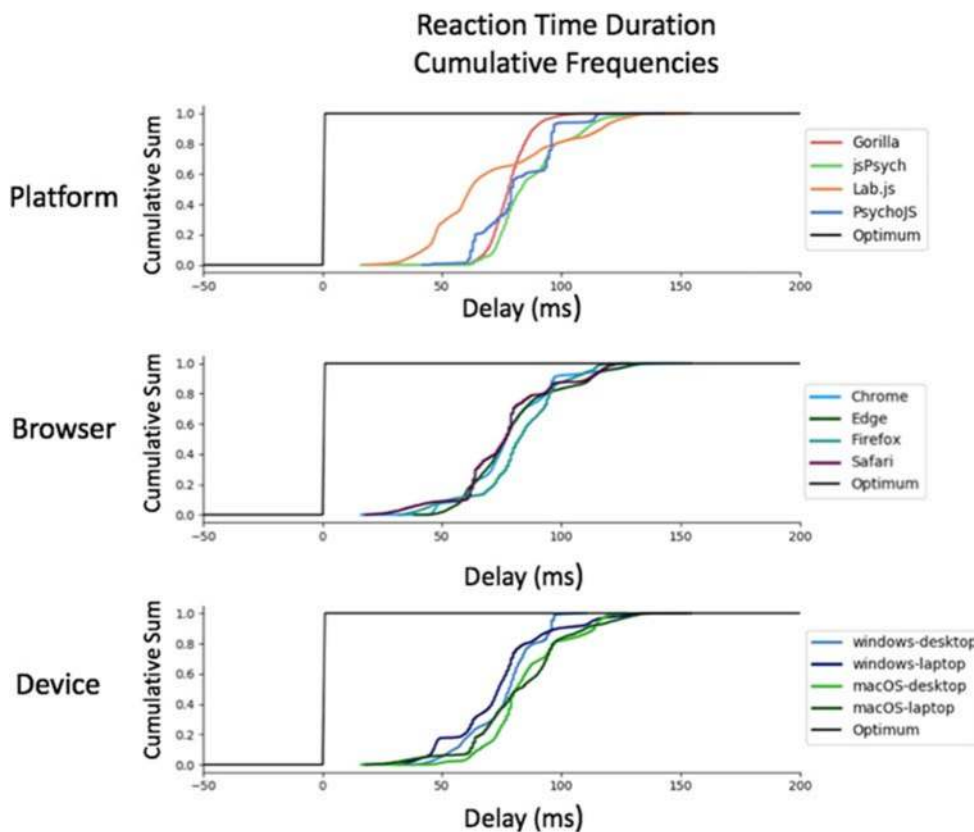 Reaction Time Duration
Cumulative Frequencies
Platform
Cumulative Sum
1.0
0.8
0.6
0.4
0.2
0.0
−50
0
50
100
150
200
Delay (ms)
Gorilla
jsPsych
Lab.js
PsychoJS
Optimum
Browser
Cumulative Sum
1.0
0.8
0.6
0.4
0.2
0.0
−50
0
50
100
150
200
Delay (ms)
Chrome
Edge
Firefox
Safari
Optimum
Device
Cumulative Sum
1.0
0.8
0.6
0.4
0.2
0.0
−50
0
50
100
150
200
Delay (ms)
windows-desktop
windows-laptop
macOS-desktop
macOS-laptop
Optimum